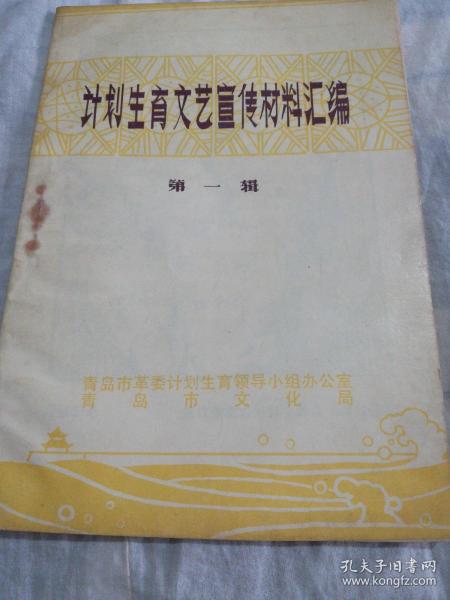 计划生育文艺宣传材料汇编
第一辑
青岛市革委计划生育领导小组办公室
青岛市文化局
孔夫子旧书网
www.kongfz.com